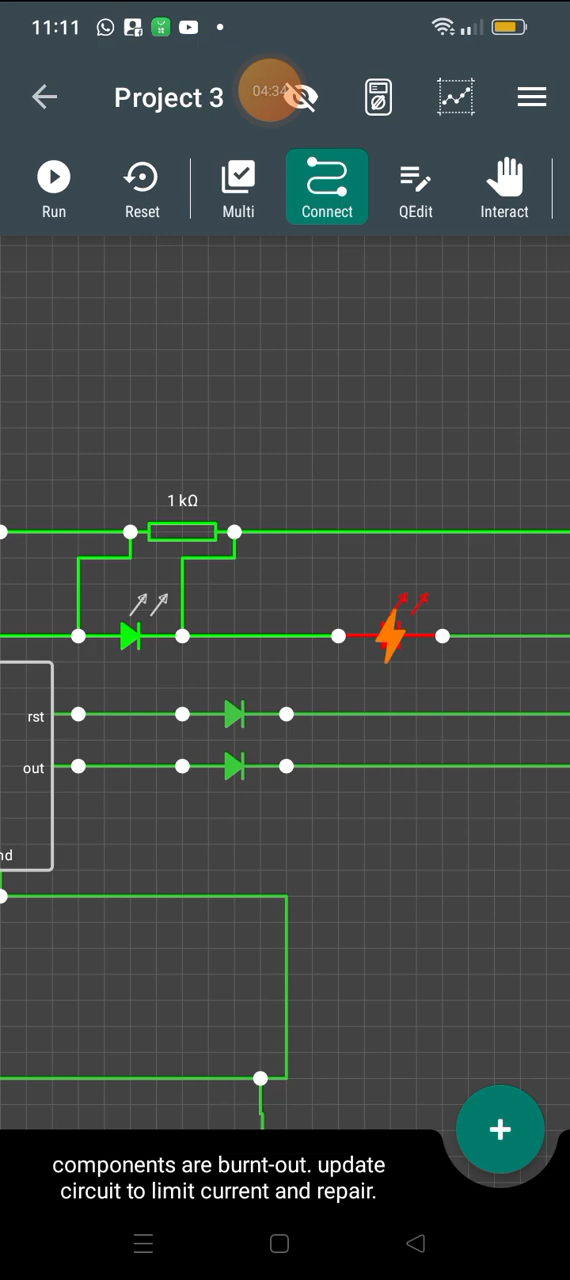 11:11
Project 3
04:34
Run
Reset
Multi
Connect
QEdit
Interact
1 kΩ
rst
out
nd
components are burnt-out. update
circuit to limit current and repair.